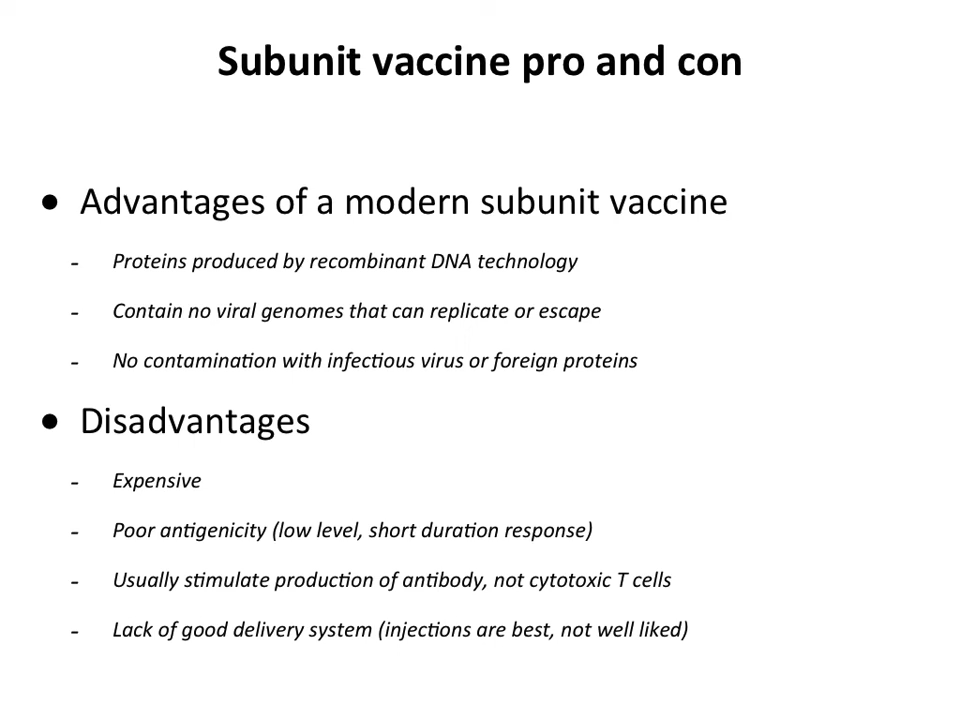 Subunit vaccine pro and con
• Advantages of a modern subunit vaccine
- Proteins produced by recombinant DNA technology
- Contain no viral genomes that can replicate or escape
- No contamination with infectious virus or foreign proteins
• Disadvantages
- Expensive
- Poor antigenicity (low level, short duration response)
- Usually stimulate production of antibody, not cytotoxic T cells
- Lack of good delivery system (injections are best, not well liked)